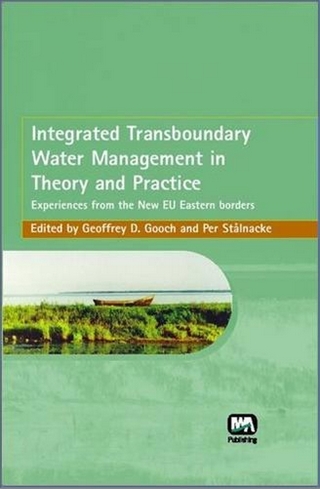 Integrated Transboundary
Water Management in
Theory and Practice
Experiences from the New EU Eastern borders
Edited by Geoffrey D. Gooch and Per Stålnacke
IWA
Publishing